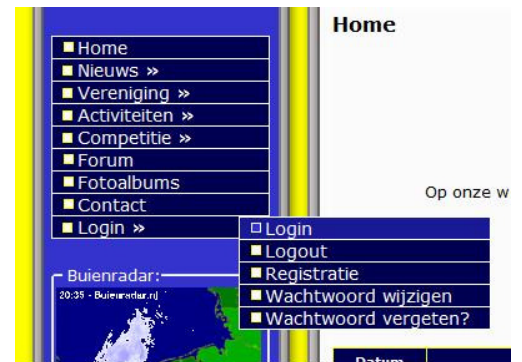 Home
Home
Nieuws »
Vereniging »
Activiteiten »
Competitie »
Forum
Fotoalbums
Contact
Login »
Login
Logout
Registratie
Wachtwoord wijzigen
Wachtwoord vergeten?
Op onze w
Buienradar:
20:35 - Buienradar.nl
Datum